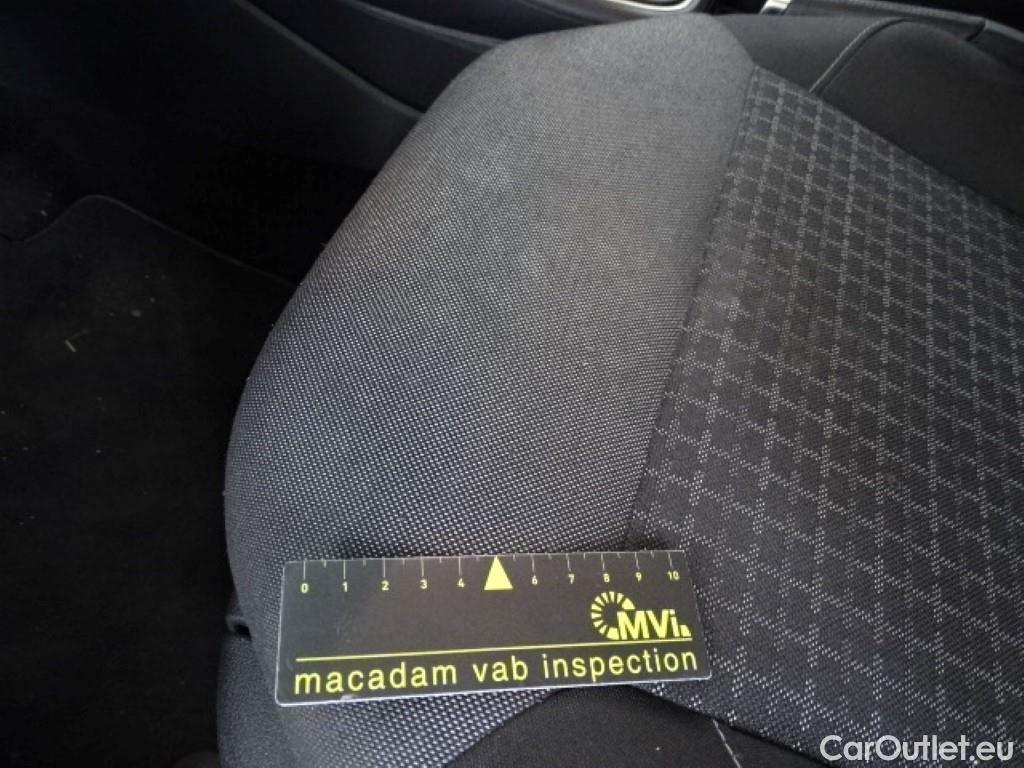 0 1 2 3 4 6 7 8 9 10
MVi
macadam vab inspection
CarOutlet.eu